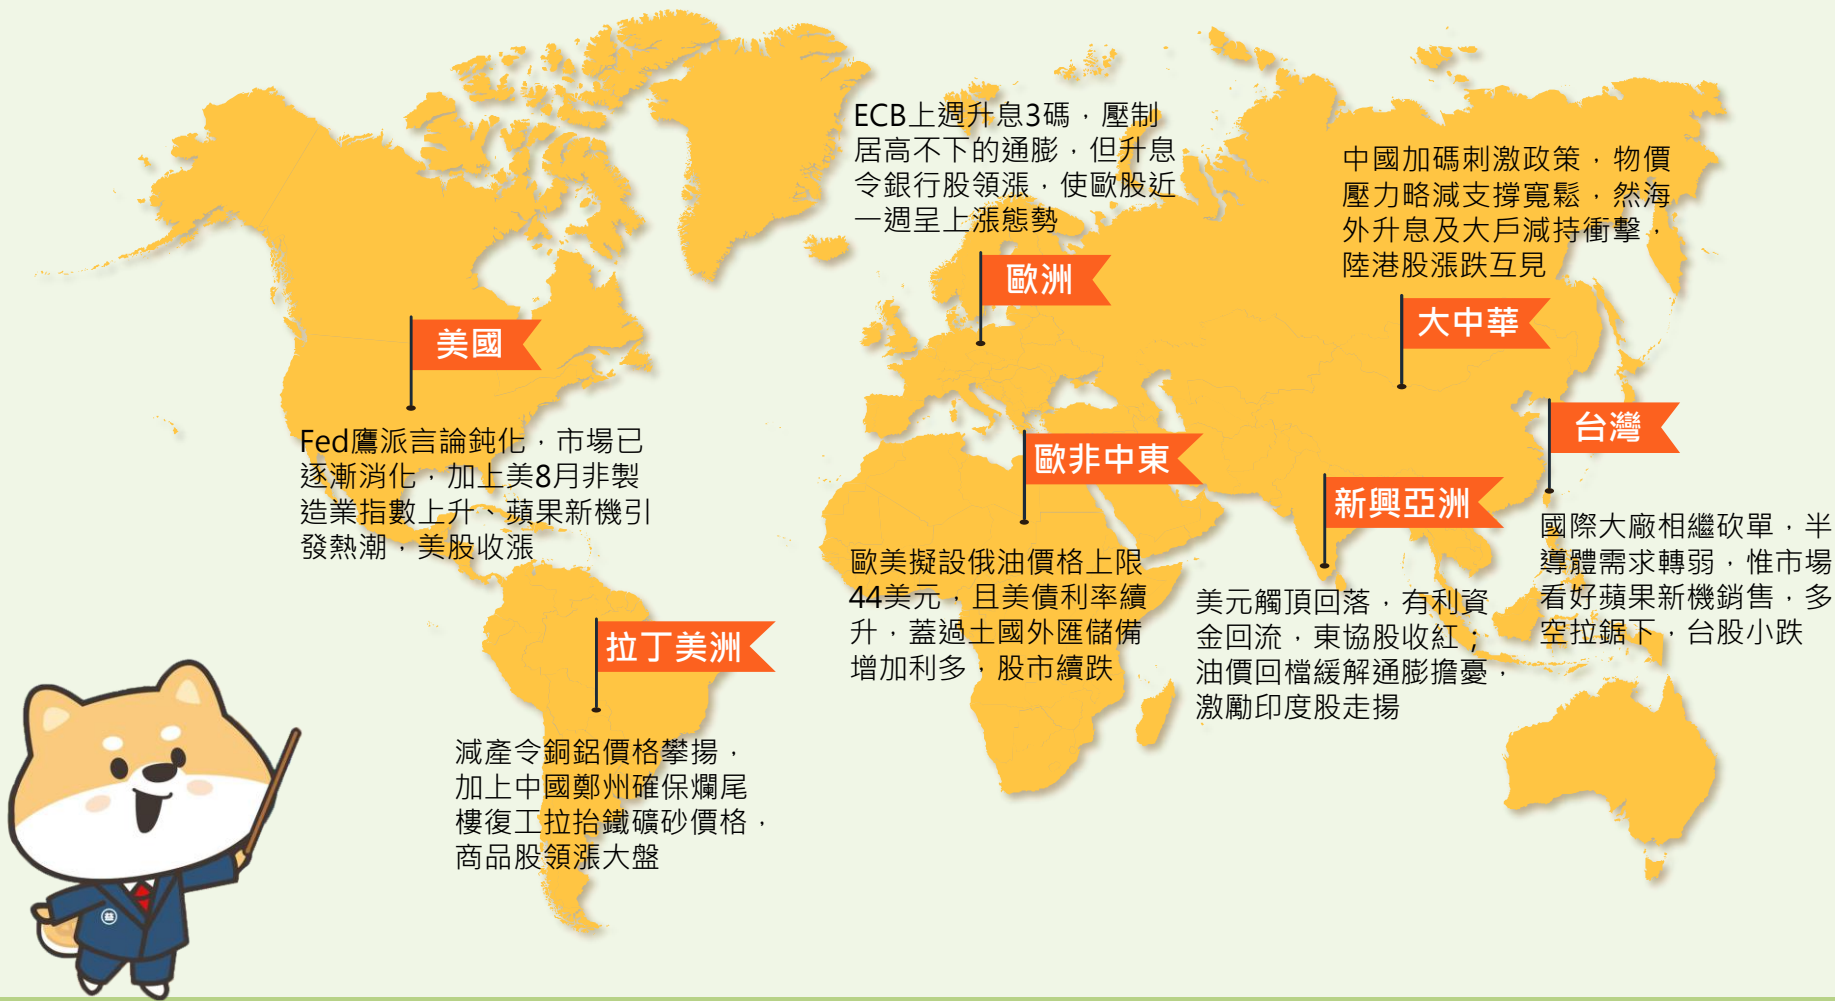 ECB上週升息3碼，壓制
居高不下的通膨，但升息
令銀行股領漲，使歐股近
一週呈上漲態勢
歐洲
中國加碼刺激政策，物價
壓力略減支撐寬鬆，然海
外升息及大戶減持衝擊，
陸港股漲跌互見
大中華
美國
Fed鷹派言論鈍化，市場已
逐漸消化，加上美8月非製
造業指數上升、蘋果新機引
發熱潮，美股收漲
歐非中東
歐美擬設俄油價格上限
44美元，且美債利率續
升，蓋過土國外匯儲備
增加利多，股市續跌
新興亞洲
美元觸頂回落，有利資
金回流，東協股收紅；
油價回檔緩解通膨擔憂，
激勵印度股走揚
台灣
國際大廠相繼砍單，半
導體需求轉弱，惟市場
看好蘋果新機銷售，多
空拉鋸下，台股小跌
拉丁美洲
減產令銅鋁價格攀揚，
加上中國鄭州確保爛尾
樓復工拉抬鐵礦砂價格，
商品股領漲大盤